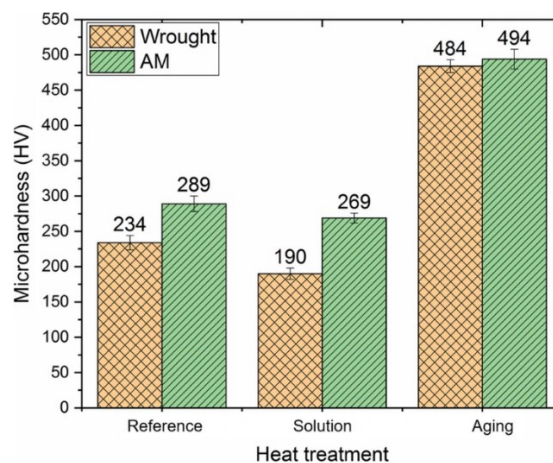 Microhardness (HV)
550
500
450
400
350
300
250
200
150
100
50
0
Wrought
AM
234
289
190
269
484
494
Reference
Solution
Aging
Heat treatment